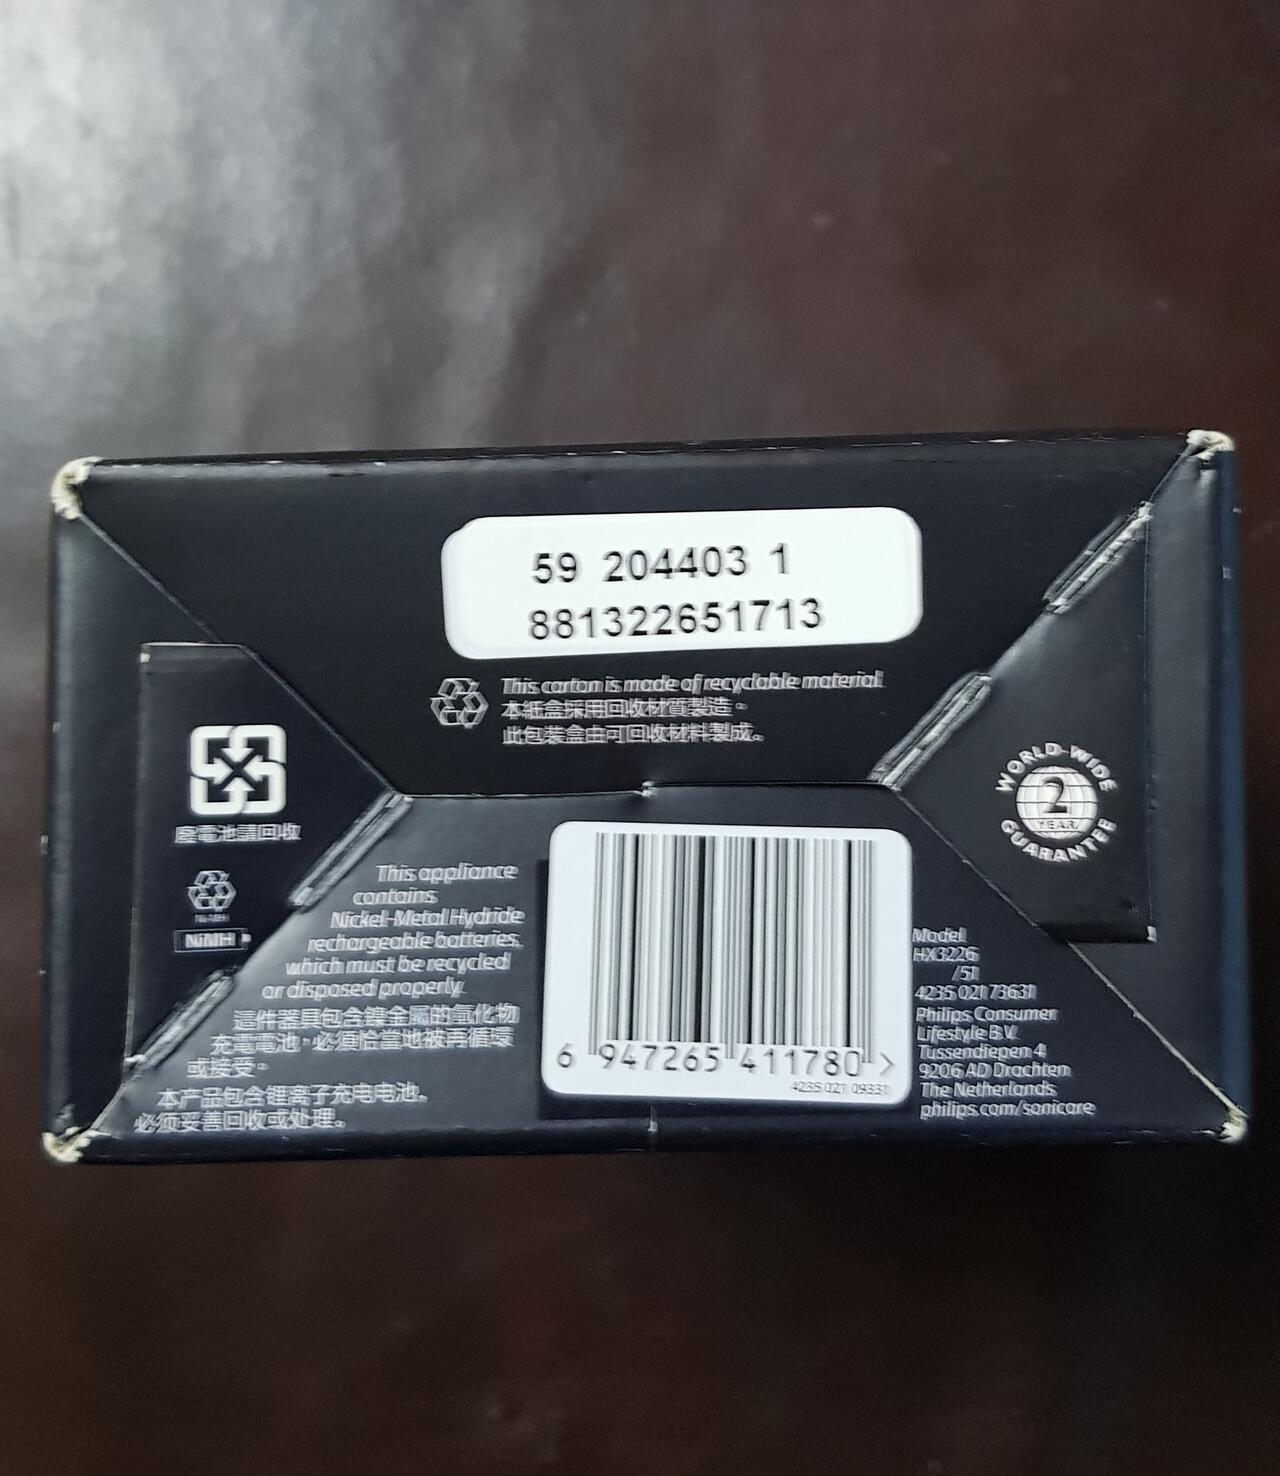 59 204403 1
881322651713
This carton is made of recyclable material.
本紙盒採用回收材質製造。
此包装盒由可回收材料製成。
廢電池請回收
Ni-MH
NiMH
This appliance
contains
Nickel-Metal Hydride
rechargeable batteries,
which must be recycled
or disposed properly.
這件器具包含鎳金屬的氫化物
充電電池，必須恰當地被再循環
或接受。
本产品包含锂离子充电电池。
必须妥善回收或处理。
6 947265 411780 >
4235 021 09331
WORLD-WIDE
2
YEAR
GUARANTEE
Model
HX3226
/51
4235 021 73631
Philips Consumer
Lifestyle B.V.
Tussendiepen 4
9206 AD Drachten
The Netherlands
philips.com/sonicare